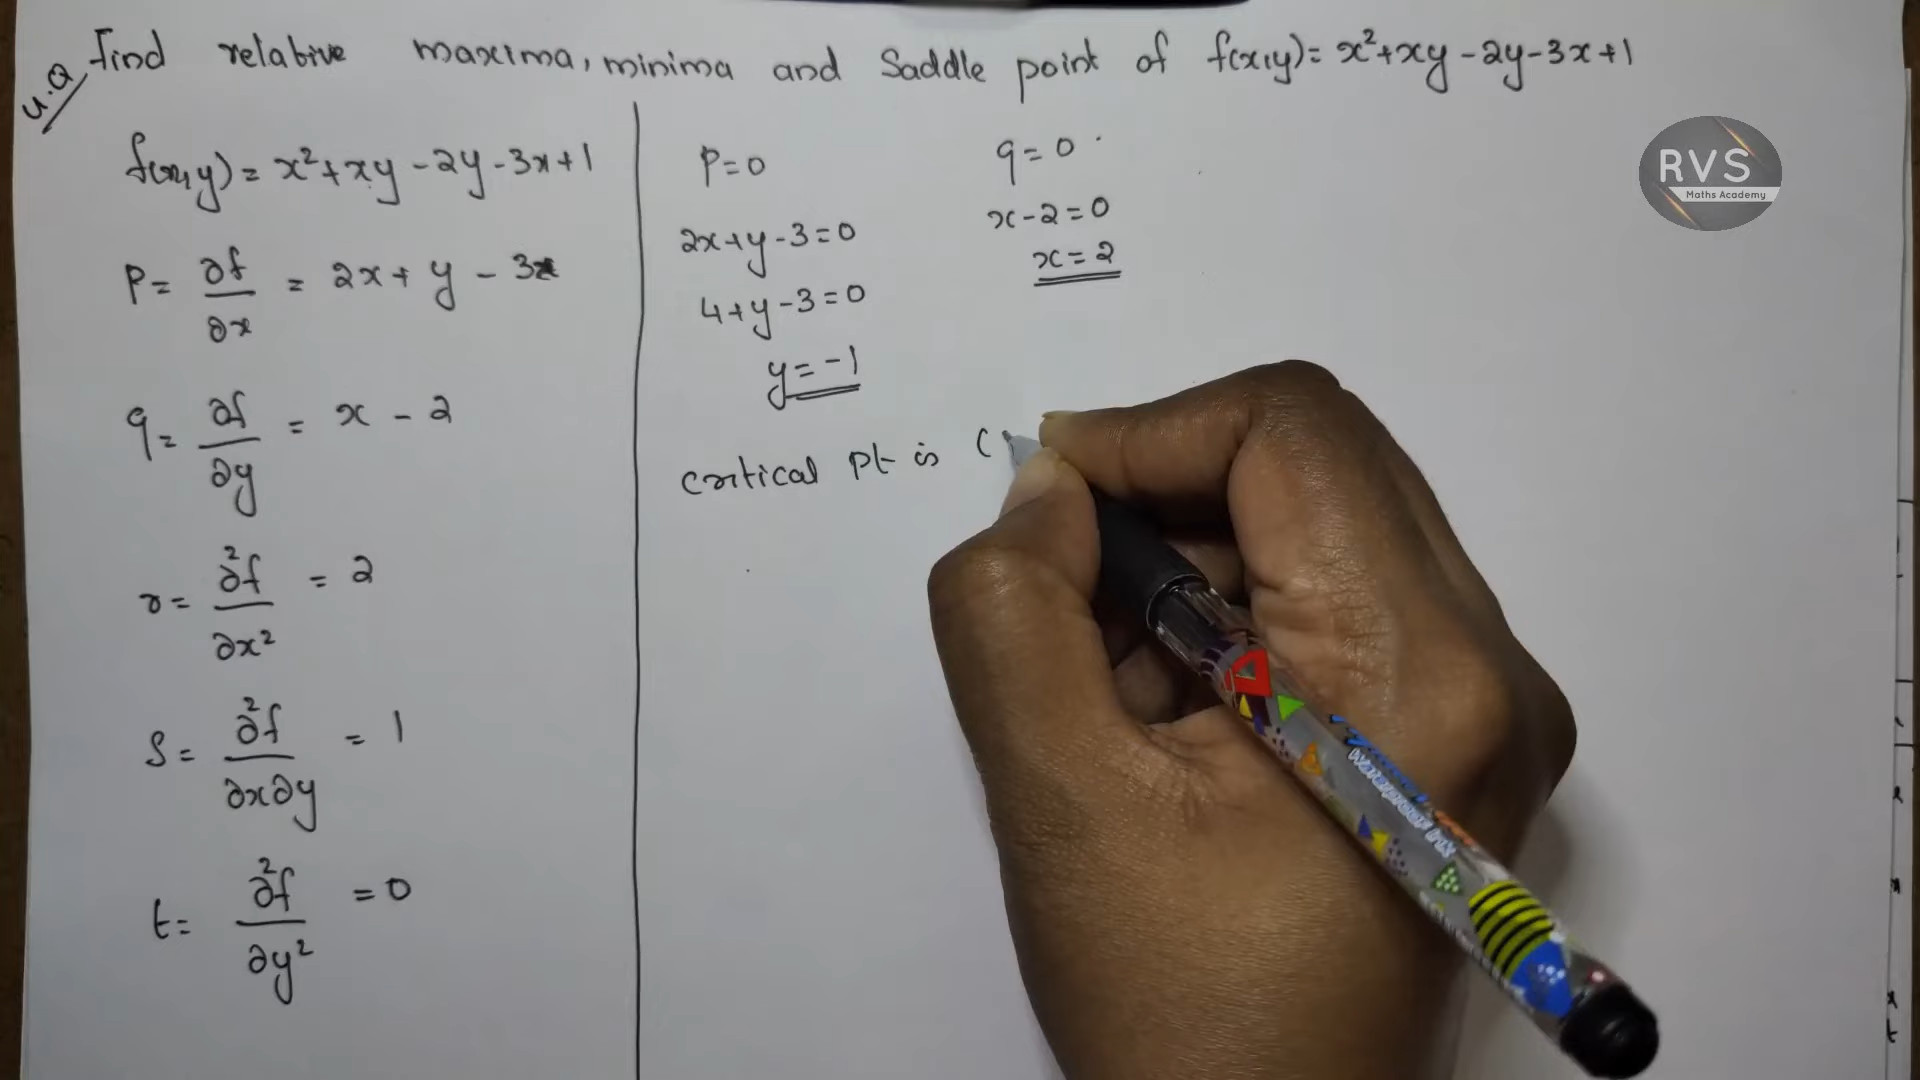 U.Q Find relative maxima, minima and Saddle point of f(x,y) = x²+xy-2y-3x+1
f(x,y) = x²+xy-2y-3x+1
P = ∂f/∂x = 2x+y-3
q = ∂f/∂y = x-2
r = ∂²f/∂x² = 2
S = ∂²f/∂x∂y = 1
t = ∂²f/∂y² = 0
P=0
2x+y-3=0
4+y-3=0
y=-1
q=0
x-2=0
x=2
critical pt is (
RVS
Maths Academy